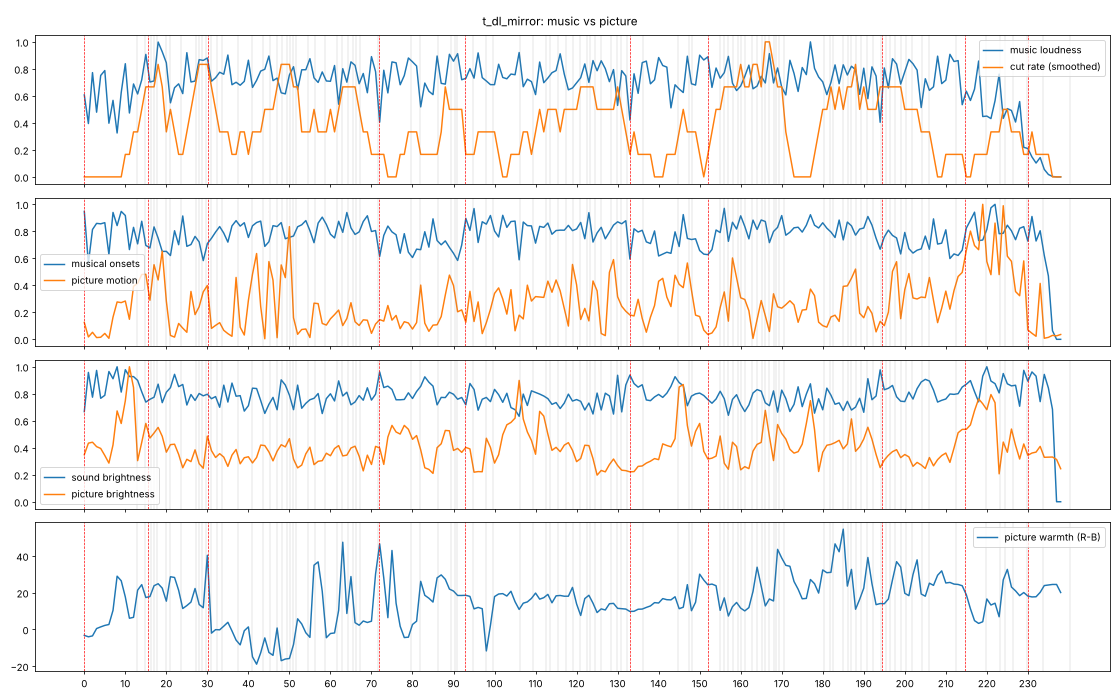 t_dl_mirror: music vs picture
1.0
0.8
0.6
0.4
0.2
0.0
music loudness
cut rate (smoothed)
1.0
0.8
0.6
0.4
0.2
0.0
musical onsets
picture motion
1.0
0.8
0.6
0.4
0.2
0.0
sound brightness
picture brightness
40
20
0
−20
picture warmth (R-B)
0 10 20 30 40 50 60 70 80 90 100 110 120 130 140 150 160 170 180 190 200 210 220 230